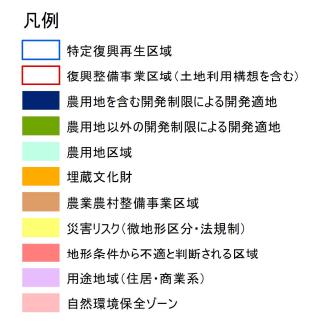 凡例
特定復興再生区域
復興整備事業区域（土地利用構想を含む）
農用地を含む開発制限による開発適地
農用地以外の開発制限による開発適地
農用地区域
埋蔵文化財
農業農村整備事業区域
災害リスク（微地形区分・法規制）
地形条件から不適と判断される区域
用途地域（住居・商業系）
自然環境保全ゾーン